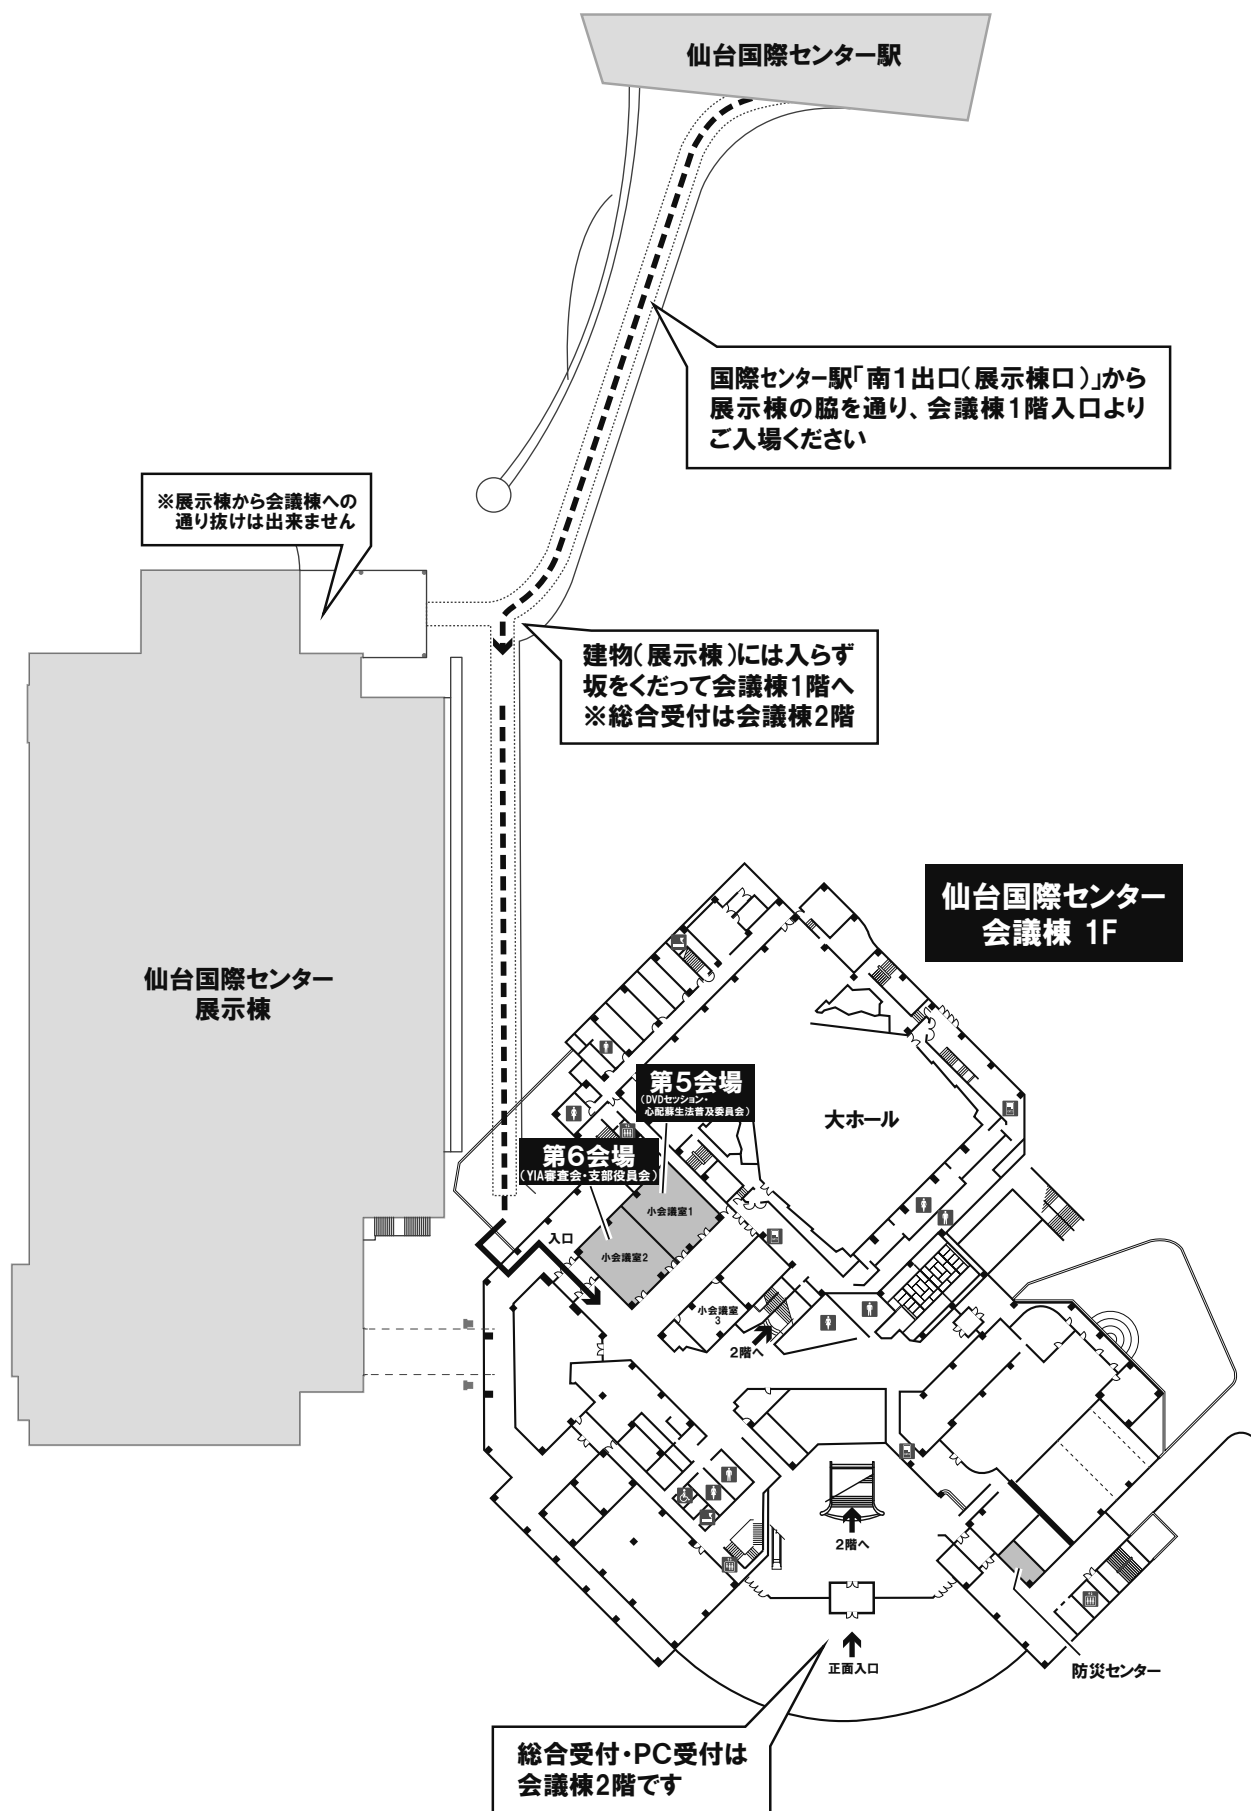 仙台国際センター駅
国際センター駅「南1出口(展示棟口)」から
展示棟の脇を通り、会議棟1階入口より
ご入場ください
※展示棟から会議棟への
通り抜けは出来ません
建物(展示棟)には入らず
坂をくだって会議棟1階へ
※総合受付は会議棟2階
仙台国際センター
会議棟 1F
仙台国際センター
展示棟
第5会場
(DVDセッション・
心肺蘇生法普及委員会)
大ホール
第6会場
(YIA審査会・支部役員会)
小会議室1
入口
小会議室2
小会議室
3
2階へ
2階へ
正面入口
防災センター
総合受付・PC受付は
会議棟2階です